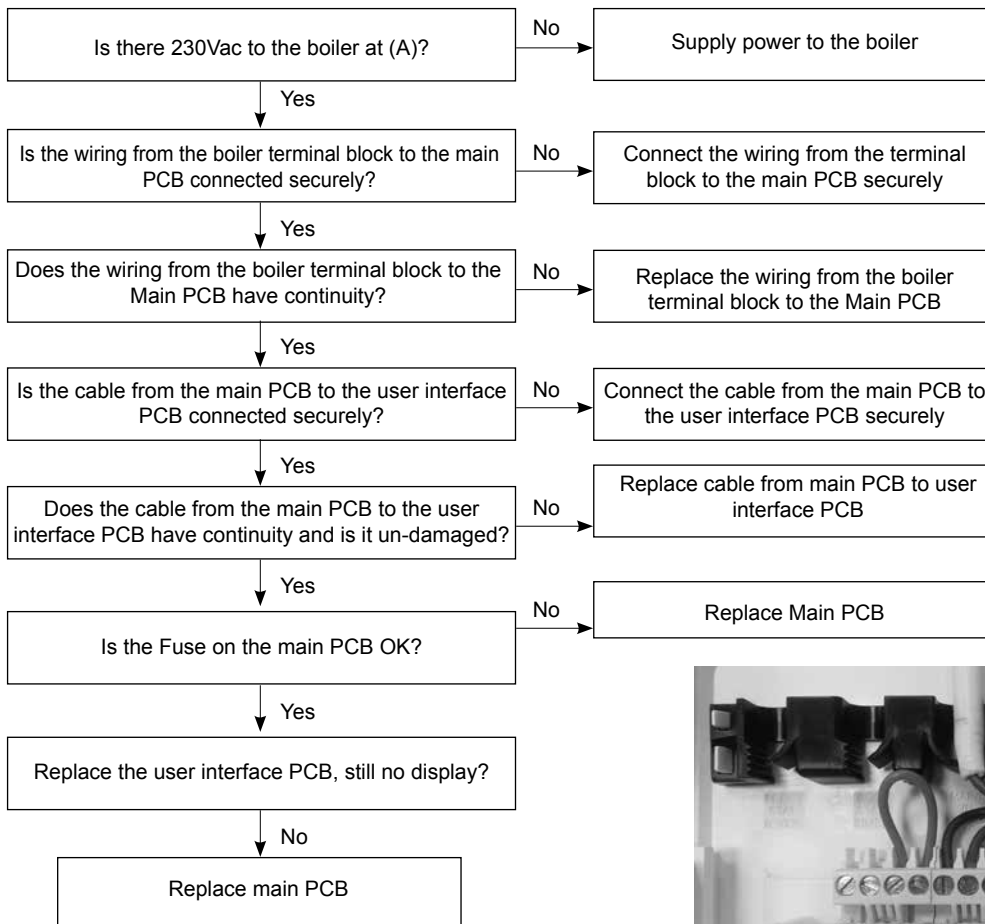 Is there 230Vac to the boiler at (A)?
No
Supply power to the boiler
Yes
Is the wiring from the boiler terminal block to the main
PCB connected securely?
No
Connect the wiring from the terminal
block to the main PCB securely
Yes
Does the wiring from the boiler terminal block to the
Main PCB have continuity?
No
Replace the wiring from the boiler
terminal block to the Main PCB
Yes
Is the cable from the main PCB to the user interface
PCB connected securely?
No
Connect the cable from the main PCB to
the user interface PCB securely
Yes
Does the cable from the main PCB to the user
interface PCB have continuity and is it un-damaged?
No
Replace cable from main PCB to user
interface PCB
Yes
Is the Fuse on the main PCB OK?
No
Replace Main PCB
Yes
Replace the user interface PCB, still no display?
No
Replace main PCB